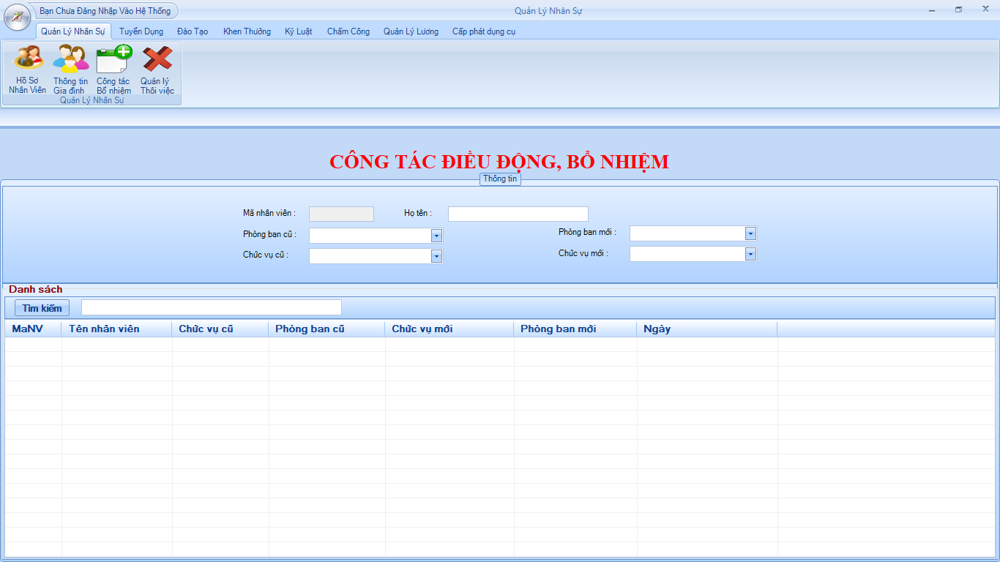 Bạn Chưa Đăng Nhập Vào Hệ Thống
Quản Lý Nhân Sự
Quản Lý Nhân Sự Tuyển Dụng Đào Tạo Khen Thưởng Kỷ Luật Chấm Công Quản Lý Lương Cấp phát dụng cụ
Hồ Sơ Thông tin Công tác Quản lý
Nhân Viên Gia đình Bổ nhiệm Thôi việc
Quản Lý Nhân Sự
CÔNG TÁC ĐIỀU ĐỘNG, BỔ NHIỆM
Thông tin
Mã nhân viên : Họ tên :
Phòng ban cũ : Phòng ban mới :
Chức vụ cũ : Chức vụ mới :
Danh sách
Tìm kiếm
MaNV Tên nhân viên Chức vụ cũ Phòng ban cũ Chức vụ mới Phòng ban mới Ngày